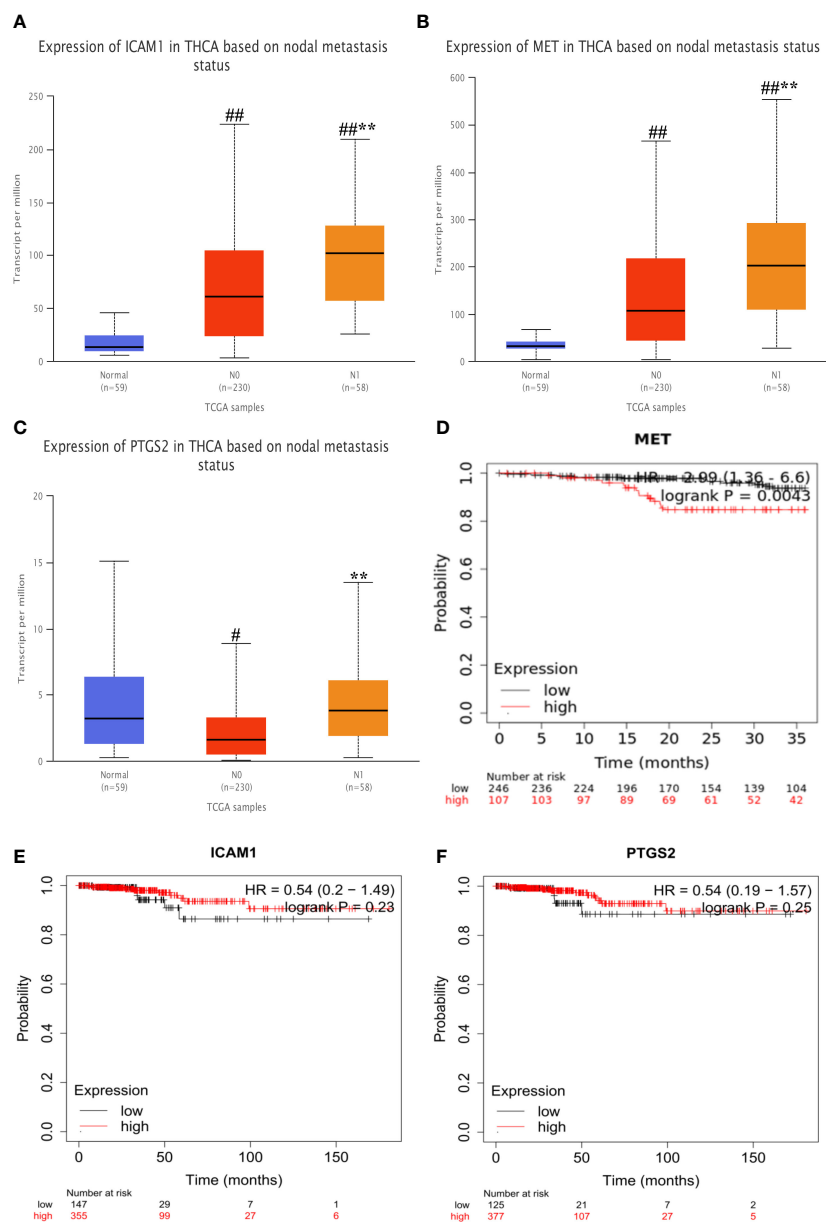 A
Expression of ICAM1 in THCA based on nodal metastasis
status
Transcript per million
250
200
150
100
50
0
##
##**
Normal
(n=59)
N0
(n=230)
N1
(n=58)
TCGA samples
B
Expression of MET in THCA based on nodal metastasis status
Transcript per million
600
500
400
300
200
100
0
##
##**
Normal
(n=59)
N0
(n=230)
N1
(n=58)
TCGA samples
C
Expression of PTGS2 in THCA based on nodal metastasis
status
Transcript per million
20
15
10
5
0
#
**
Normal
(n=59)
N0
(n=230)
N1
(n=58)
TCGA samples
D
MET
HR = 2.99 (1.36 - 6.6)
logrank P = 0.0043
Probability
1.0
0.8
0.6
0.4
0.2
0.0
Expression
low
high
0 5 10 15 20 25 30 35
Time (months)
Number at risk
low 246 236 224 196 170 154 139 104
high 107 103 97 89 69 61 52 42
E
ICAM1
HR = 0.54 (0.2 − 1.49)
logrank P = 0.23
Probability
1.0
0.8
0.6
0.4
0.2
0.0
Expression
low
high
0 50 100 150
Time (months)
Number at risk
low 147 29 7 1
high 355 99 27 6
F
PTGS2
HR = 0.54 (0.19 − 1.57)
logrank P = 0.25
Probability
1.0
0.8
0.6
0.4
0.2
0.0
Expression
low
high
0 50 100 150
Time (months)
Number at risk
low 125 21 7 2
high 377 107 27 5